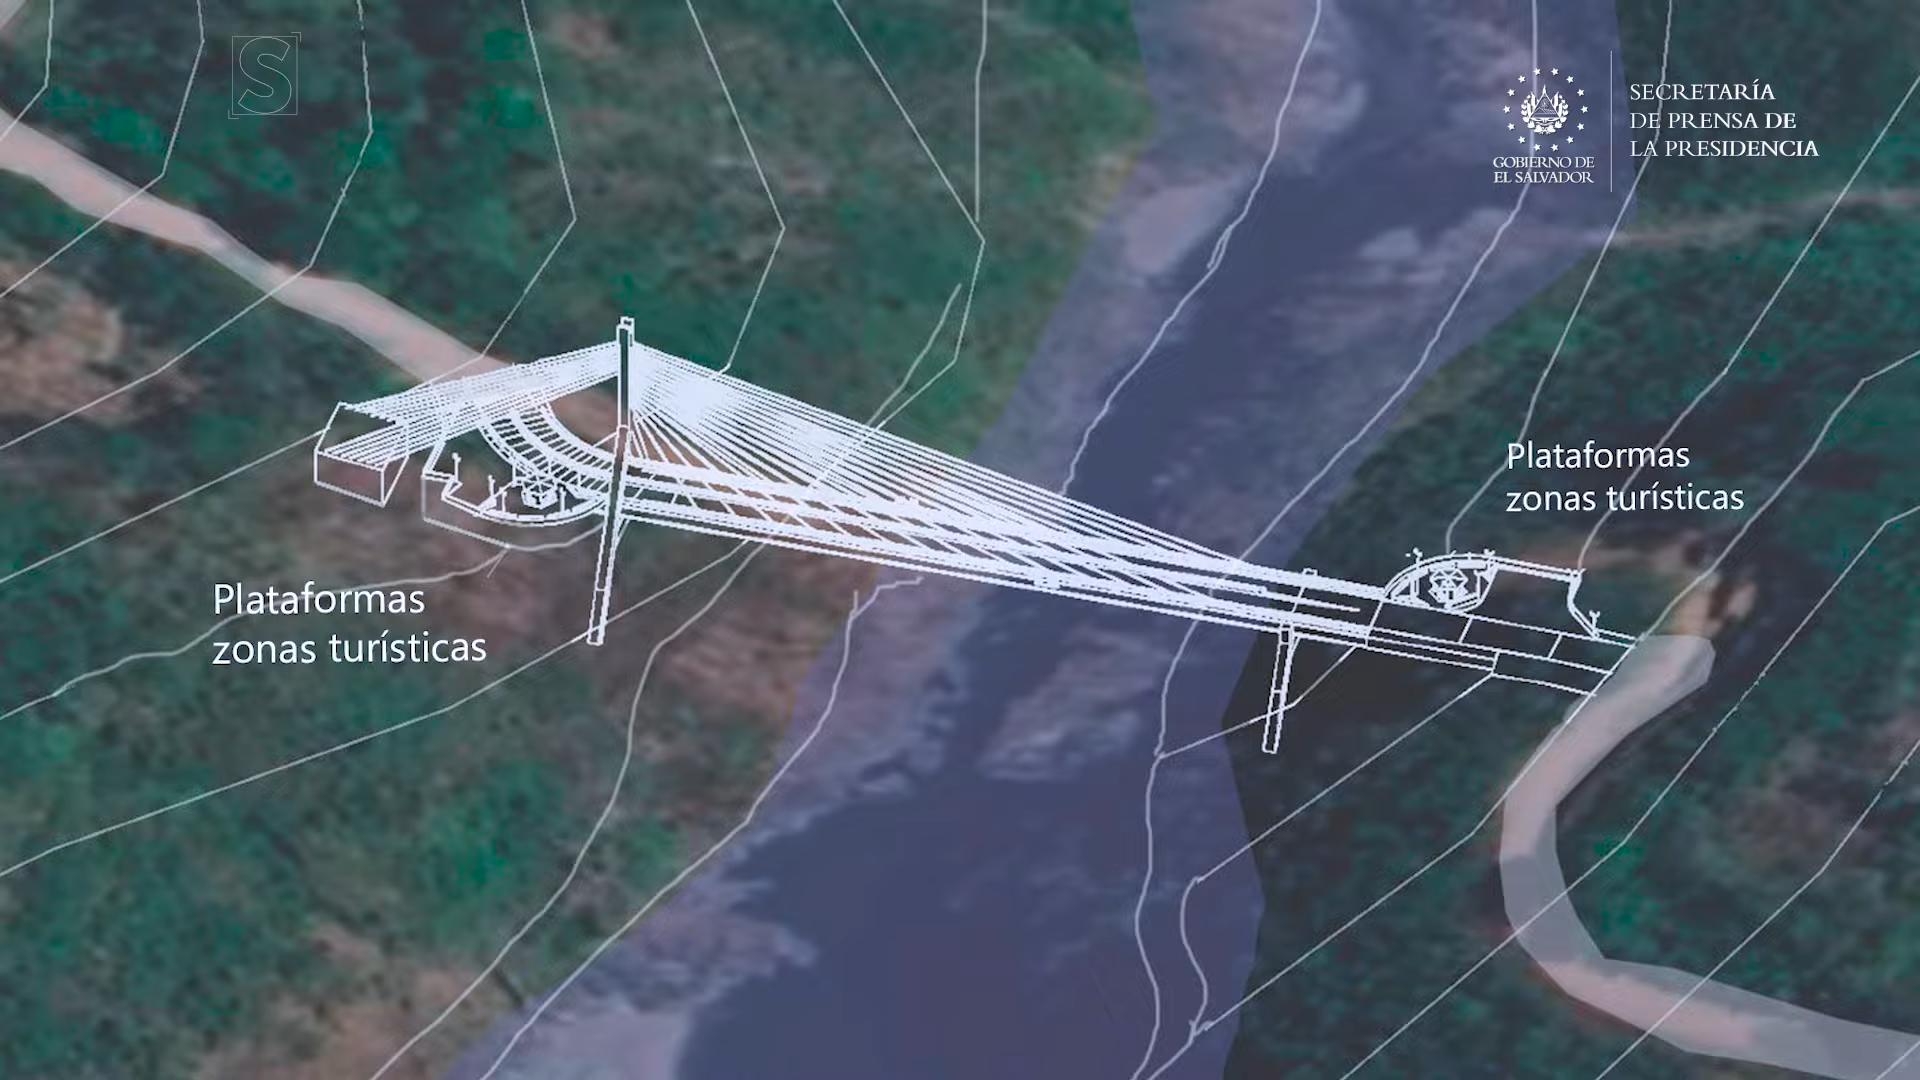 S
GOBIERNO DE
EL SALVADOR
SECRETARÍA
DE PRENSA DE
LA PRESIDENCIA
Plataformas
zonas turísticas
Plataformas
zonas turísticas